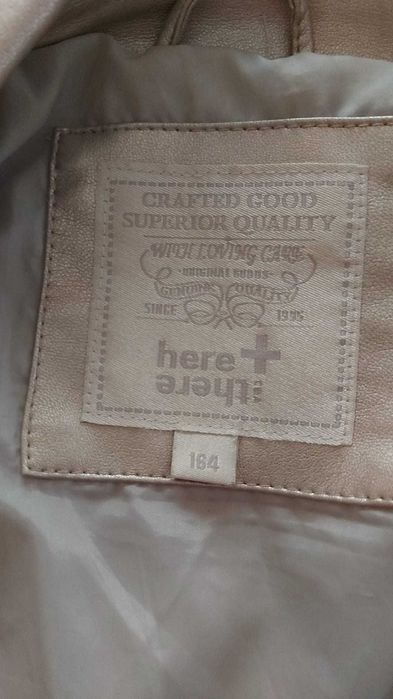 CRAFTED GOOD
SUPERIOR QUALITY
WITH LOVING CARE
ORIGINAL GOODS
GENUINE QUALITY
SINCE 1995
here +
there
C&A
164